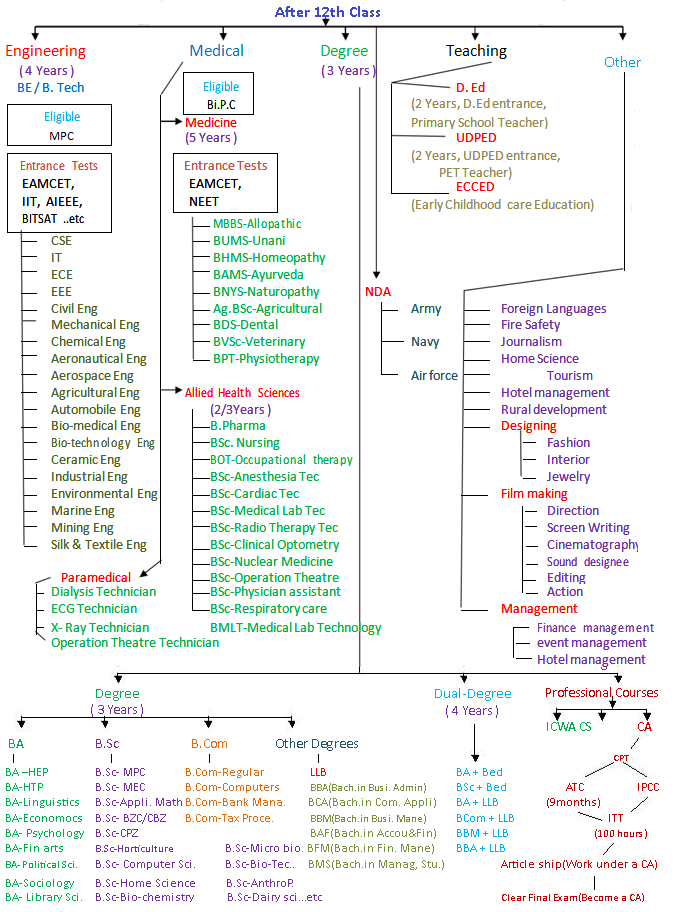 After 12th Class
Engineering
(4 Years)
BE / B. Tech
Eligible
MPC
Entrance Tests
EAMCET,
IIT, AIEEE,
BITSAT ..etc
CSE
IT
ECE
EEE
Civil Eng
Mechanical Eng
Chemical Eng
Aeronautical Eng
Aerospace Eng
Agricultural Eng
Automobile Eng
Bio-medical Eng
Bio-technology Eng
Ceramic Eng
Industrial Eng
Environmental Eng
Marine Eng
Mining Eng
Silk & Textile Eng
Medical
Eligible
Bi.P.C
Medicine
(5 Years)
Entrance Tests
EAMCET,
NEET
MBBS-Allopathic
BUMS-Unani
BHMS-Homeopathy
BAMS-Ayurveda
BNYS-Naturopathy
Ag.BSc-Agricultural
BDS-Dental
BVSc-Veterinary
BPT-Physiotherapy
Allied Health Sciences
(2/3Years)
B.Pharma
BSc. Nursing
BOT-Occupational therapy
BSc-Anesthesia Tec
BSc-Cardiac Tec
BSc-Medical Lab Tec
BSc-Radio Therapy Tec
BSc-Clinical Optometry
BSc-Nuclear Medicine
BSc-Operation Theatre
BSc-Physician assistant
BSc-Respiratory care
BMLT-Medical Lab Technology
Paramedical
Dialysis Technician
ECG Technician
X- Ray Technician
Operation Theatre Technician
Degree
(3 Years)
NDA
Army
Navy
Air force
Teaching
D. Ed
(2 Years, D.Ed entrance,
Primary School Teacher)
UDPED
(2 Years, UDPED entrance,
PET Teacher)
ECCED
(Early Childhood care Education)
Other
Foreign Languages
Fire Safety
Journalism
Home Science
Tourism
Hotel management
Rural development
Designing
Fashion
Interior
Jewelry
Film making
Direction
Screen Writing
Cinematography
Sound designee
Editing
Action
Management
Finance management
event management
Hotel management
Degree
(3 Years)
BA
BA –HEP
BA-HTP
BA-Linguistics
BA-Economocs
BA- Psychology
BA-Fin arts
BA-Political Sci.
BA-Sociology
BA- Library Sci.
B.Sc
B.Sc- MPC
B.Sc- MEC
B.Sc-Appli. Math
B.Sc- BZC/CBZ
B.Sc-CPZ
B.Sc-Horticulture
B.Sc- Computer Sci.
B.Sc-Home Science
B.Sc-Bio-chemistry
B.Sc-Micro bio.
B.Sc-Bio-Tec..
B.Sc-AnthroP.
B.Sc-Dairy sci...etc
B.Com
B.Com-Regular
B.Com-Computers
B.Com-Bank Mana.
B.Com-Tax Proce.
Other Degrees
LLB
BBA(Bach.in Busi. Admin)
BCA(Bach.in Com. Appli)
BBM(Bach.in Busi. Mane)
BAF(Bach.in Accou&Fin)
BFM(Bach.in Fin. Mane)
BMS(Bach.in Manag, Stu.)
Dual-Degree
(4 Years)
BA + Bed
BSc + Bed
BA + LLB
BCom + LLB
BBM + LLB
BBA + LLB
Professional Courses
ICWA CS CA
CPT
ATC IPCC
(9months)
ITT
(100 hours)
Article ship(Work under a CA)
Clear Final Exam(Become a CA)